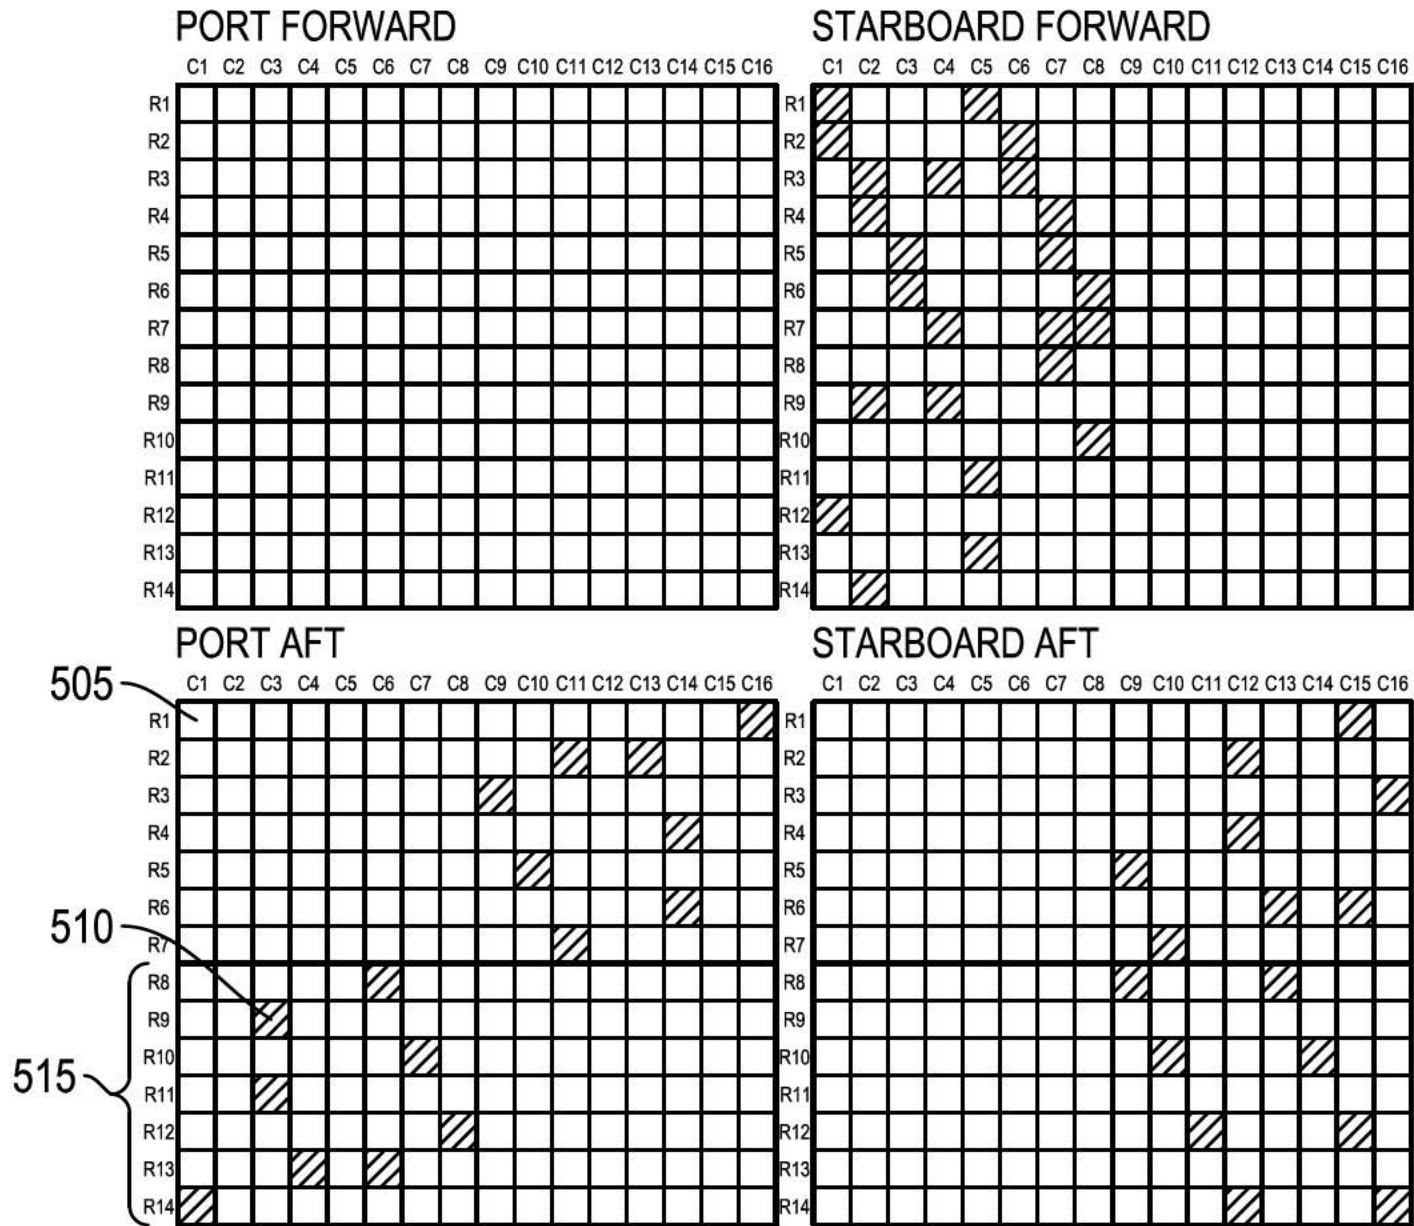 PORT FORWARD STARBOARD FORWARD
C1 C2 C3 C4 C5 C6 C7 C8 C9 C10 C11 C12 C13 C14 C15 C16 C1 C2 C3 C4 C5 C6 C7 C8 C9 C10 C11 C12 C13 C14 C15 C16
R1 R1
R2 R2
R3 R3
R4 R4
R5 R5
R6 R6
R7 R7
R8 R8
R9 R9
R10 R10
R11 R11
R12 R12
R13 R13
R14 R14
PORT AFT STARBOARD AFT
505 C1 C2 C3 C4 C5 C6 C7 C8 C9 C10 C11 C12 C13 C14 C15 C16 C1 C2 C3 C4 C5 C6 C7 C8 C9 C10 C11 C12 C13 C14 C15 C16
R1 R1
R2 R2
R3 R3
R4 R4
R5 R5
R6 R6
510
R7 R7
R8 R8
R9 R9
R10 R10
515
R11 R11
R12 R12
R13 R13
R14 R14